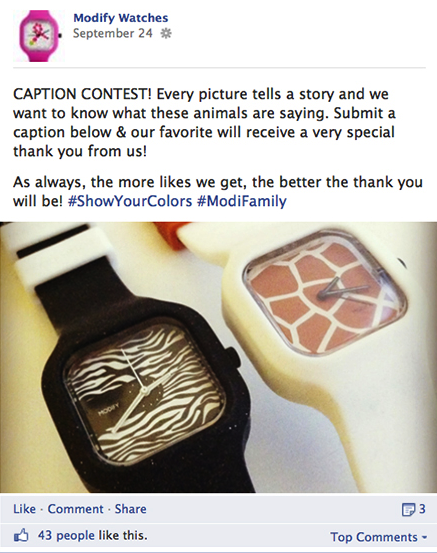 Modify Watches
September 24
CAPTION CONTEST! Every picture tells a story and we
want to know what these animals are saying. Submit a
caption below & our favorite will receive a very special
thank you from us!
As always, the more likes we get, the better the thank you
will be! #ShowYourColors #ModiFamily
MODIFY
Like · Comment · Share
3
43 people like this.
Top Comments